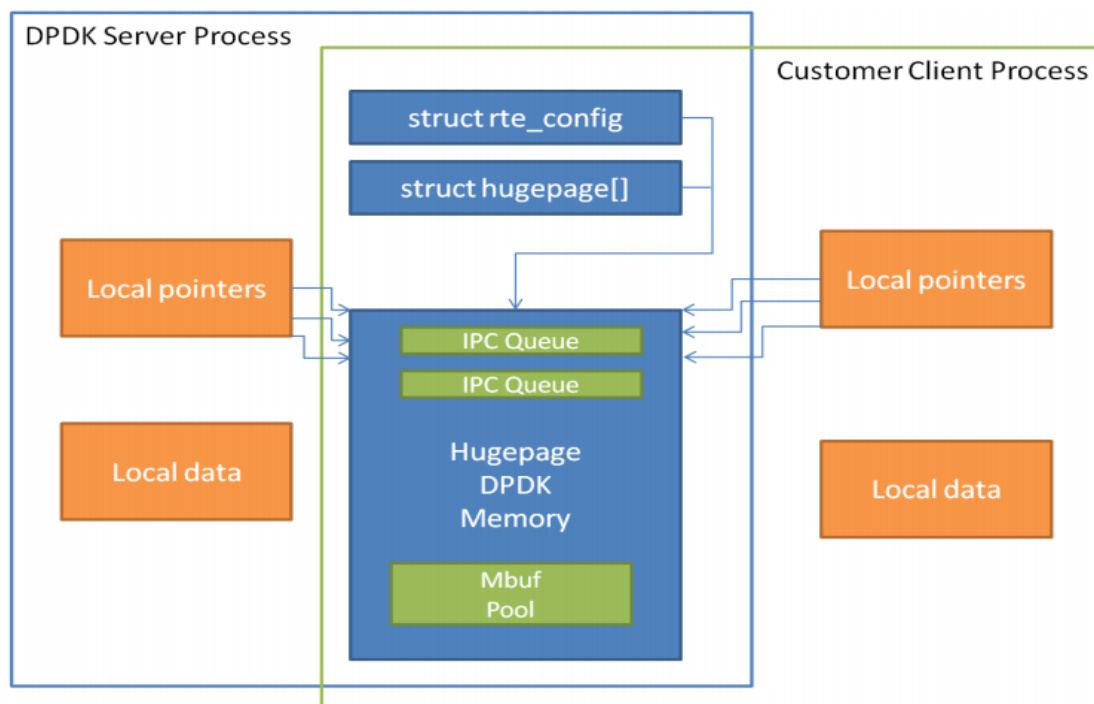 DPDK Server Process
Customer Client Process
struct rte_config
struct hugepage[]
Local pointers
Local pointers
IPC Queue
IPC Queue
Local data
Hugepage
DPDK
Memory
Local data
Mbuf
Pool